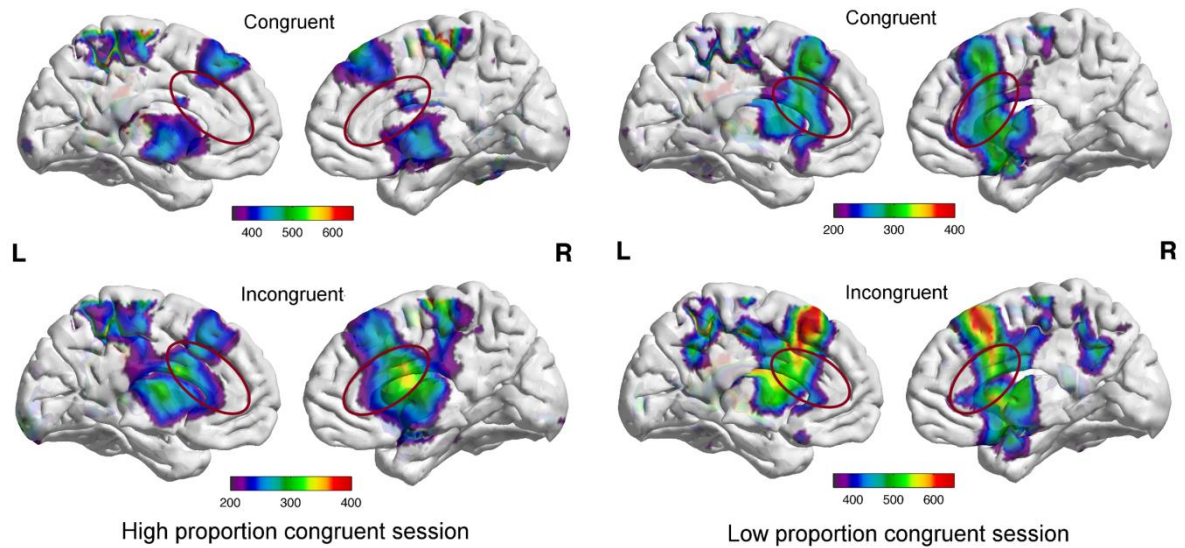 Congruent
Congruent
400 500 600
200 300 400
L R
L R
Incongruent
Incongruent
200 300 400
400 500 600
High proportion congruent session
Low proportion congruent session